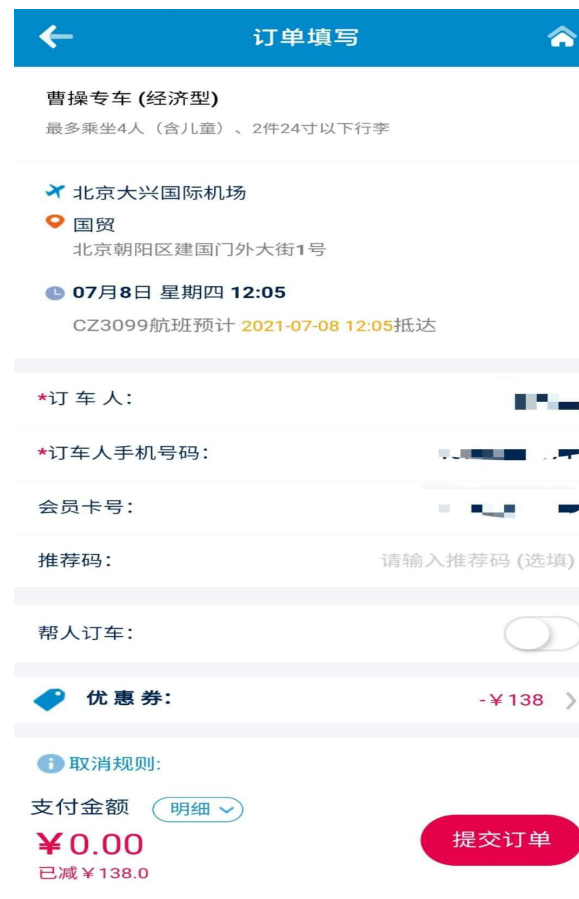 订单填写
曹操专车 (经济型)
最多乘坐4人（含儿童）、2件24寸以下行李
北京大兴国际机场
国贸
北京朝阳区建国门外大街1号
07月8日 星期四 12:05
CZ3099航班预计 2021-07-08 12:05抵达
*订 车 人:
*订车人手机号码:
会员卡号:
推荐码:
请输入推荐码 (选填)
帮人订车:
优 惠 券:
-￥138
取消规则:
支付金额
明细
￥0.00
已减￥138.0
提交订单